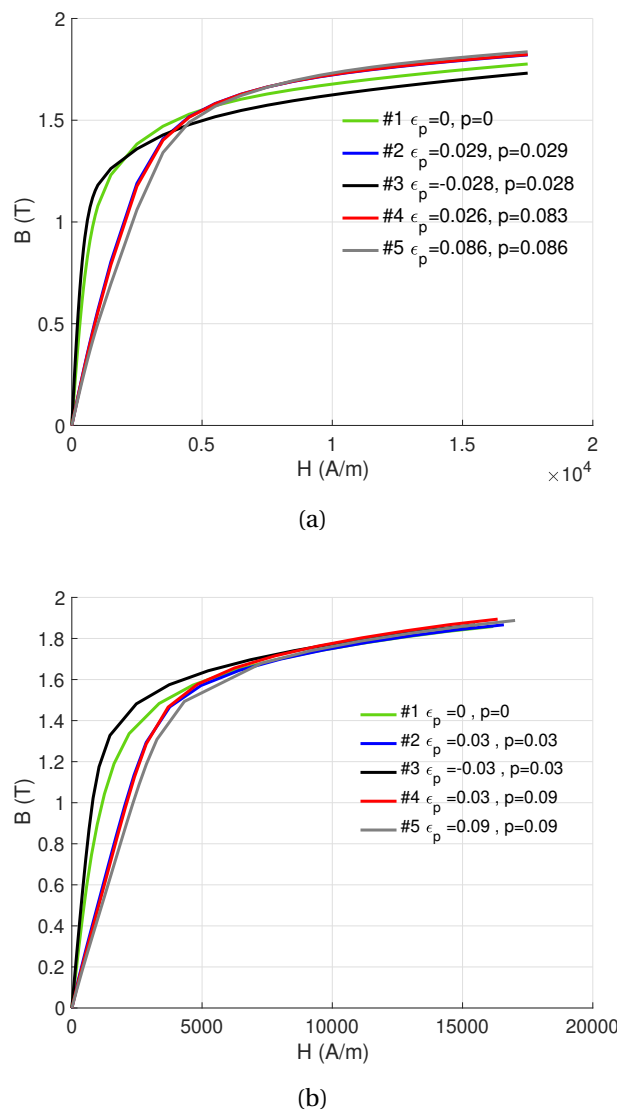 2
1.5
1
0.5
0
B (T)
#1 ϵp=0, p=0
#2 ϵp=0.029, p=0.029
#3 ϵp=-0.028, p=0.028
#4 ϵp=0.026, p=0.083
#5 ϵp=0.086, p=0.086
0 0.5 1 1.5 2
H (A/m)
×10^4
(a)
2
1.8
1.6
1.4
1.2
1
0.8
0.6
0.4
0.2
0
B (T)
#1 ϵp =0 , p=0
#2 ϵp =0.03 , p=0.03
#3 ϵp =-0.03 , p=0.03
#4 ϵp =0.03 , p=0.09
#5 ϵp =0.09 , p=0.09
0 5000 10000 15000 20000
H (A/m)
(b)